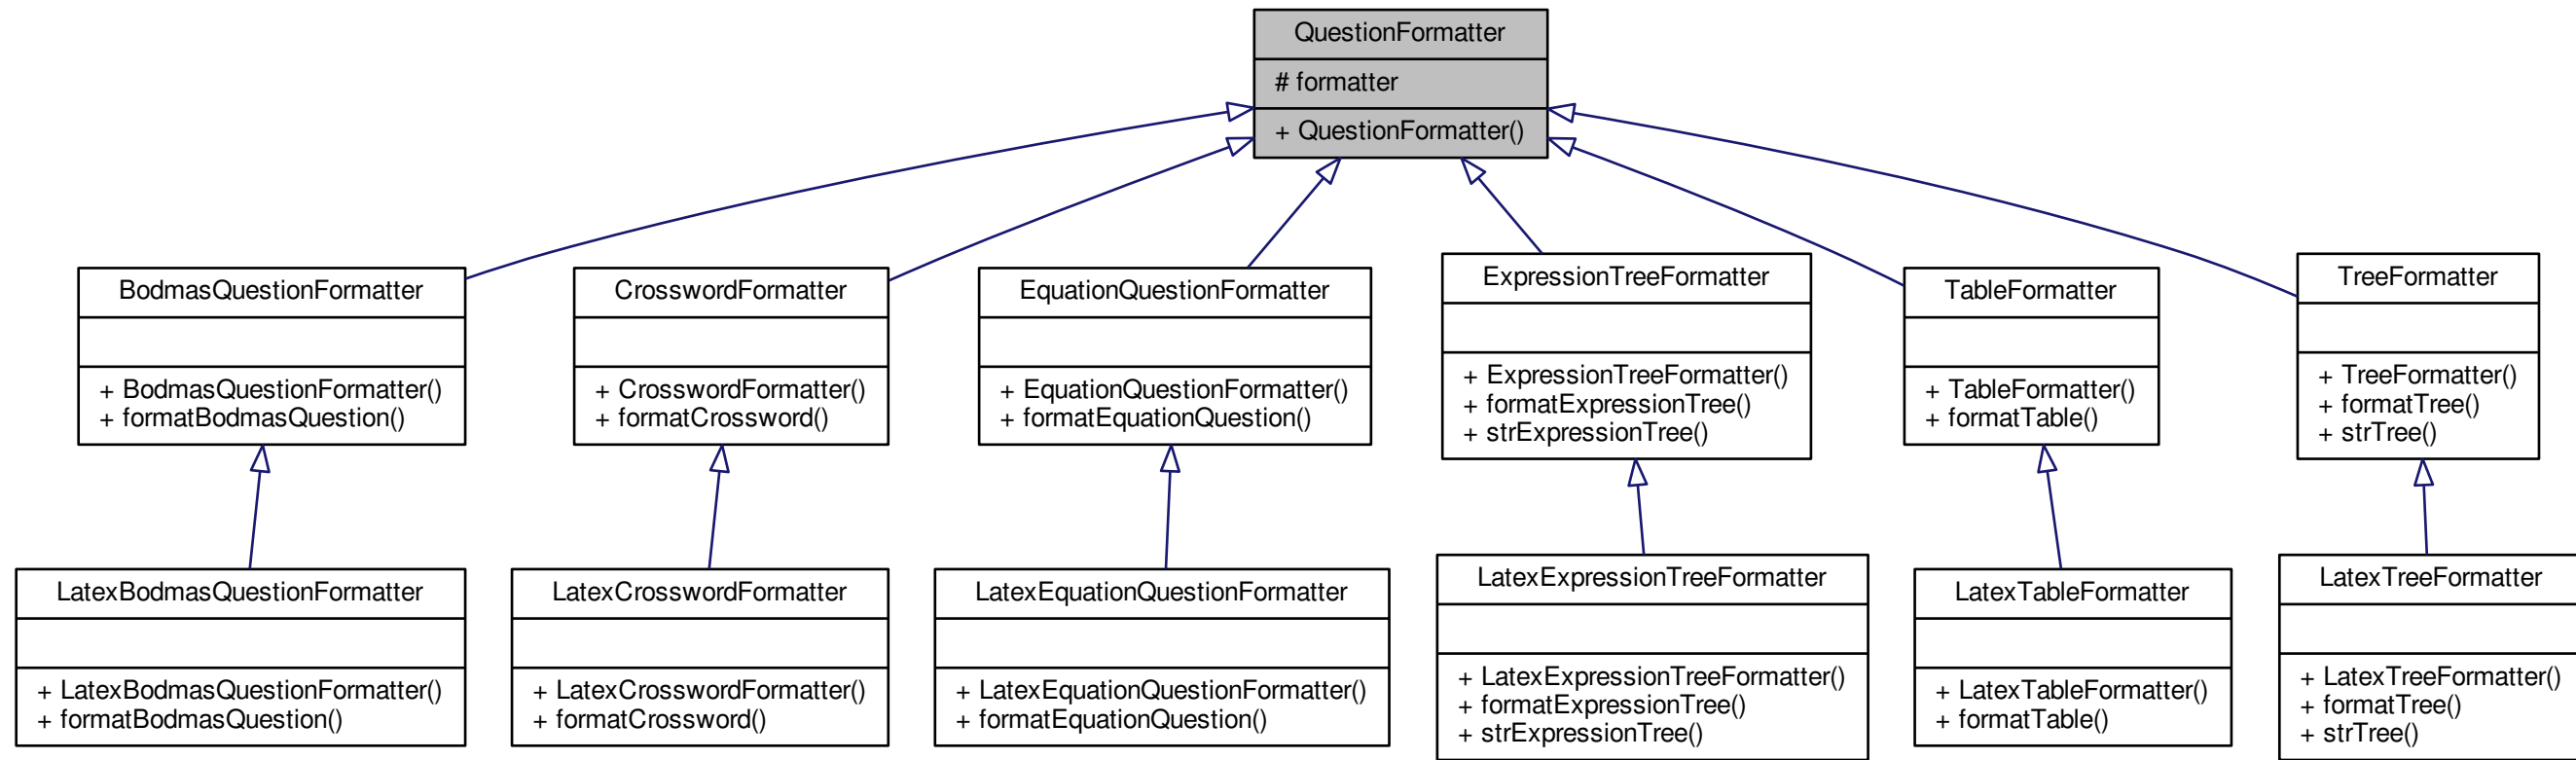 QuestionFormatter
# formatter
+ QuestionFormatter()
BodmasQuestionFormatter
+ BodmasQuestionFormatter()
+ formatBodmasQuestion()
CrosswordFormatter
+ CrosswordFormatter()
+ formatCrossword()
EquationQuestionFormatter
+ EquationQuestionFormatter()
+ formatEquationQuestion()
ExpressionTreeFormatter
+ ExpressionTreeFormatter()
+ formatExpressionTree()
+ strExpressionTree()
TableFormatter
+ TableFormatter()
+ formatTable()
TreeFormatter
+ TreeFormatter()
+ formatTree()
+ strTree()
LatexBodmasQuestionFormatter
+ LatexBodmasQuestionFormatter()
+ formatBodmasQuestion()
LatexCrosswordFormatter
+ LatexCrosswordFormatter()
+ formatCrossword()
LatexEquationQuestionFormatter
+ LatexEquationQuestionFormatter()
+ formatEquationQuestion()
LatexExpressionTreeFormatter
+ LatexExpressionTreeFormatter()
+ formatExpressionTree()
+ strExpressionTree()
LatexTableFormatter
+ LatexTableFormatter()
+ formatTable()
LatexTreeFormatter
+ LatexTreeFormatter()
+ formatTree()
+ strTree()